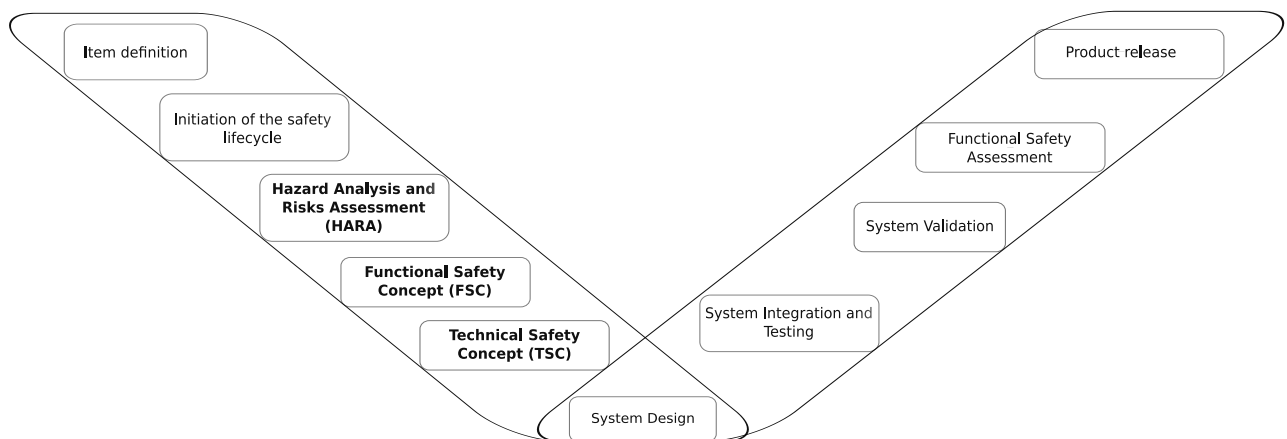 Item definition
Initiation of the safety
lifecycle
Hazard Analysis and
Risks Assessment
(HARA)
Functional Safety
Concept (FSC)
Technical Safety
Concept (TSC)
System Design
System Integration and
Testing
System Validation
Functional Safety
Assessment
Product release